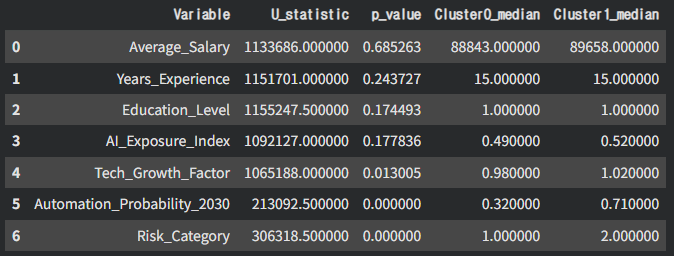 Variable U_statistic p_value Cluster0_median Cluster1_median
0 Average_Salary 1133686.000000 0.685263 88843.000000 89658.000000
1 Years_Experience 1151701.000000 0.243727 15.000000 15.000000
2 Education_Level 1155247.500000 0.174493 1.000000 1.000000
3 AI_Exposure_Index 1092127.000000 0.177836 0.490000 0.520000
4 Tech_Growth_Factor 1065188.000000 0.013005 0.980000 1.020000
5 Automation_Probability_2030 213092.500000 0.000000 0.320000 0.710000
6 Risk_Category 306318.500000 0.000000 1.000000 2.000000